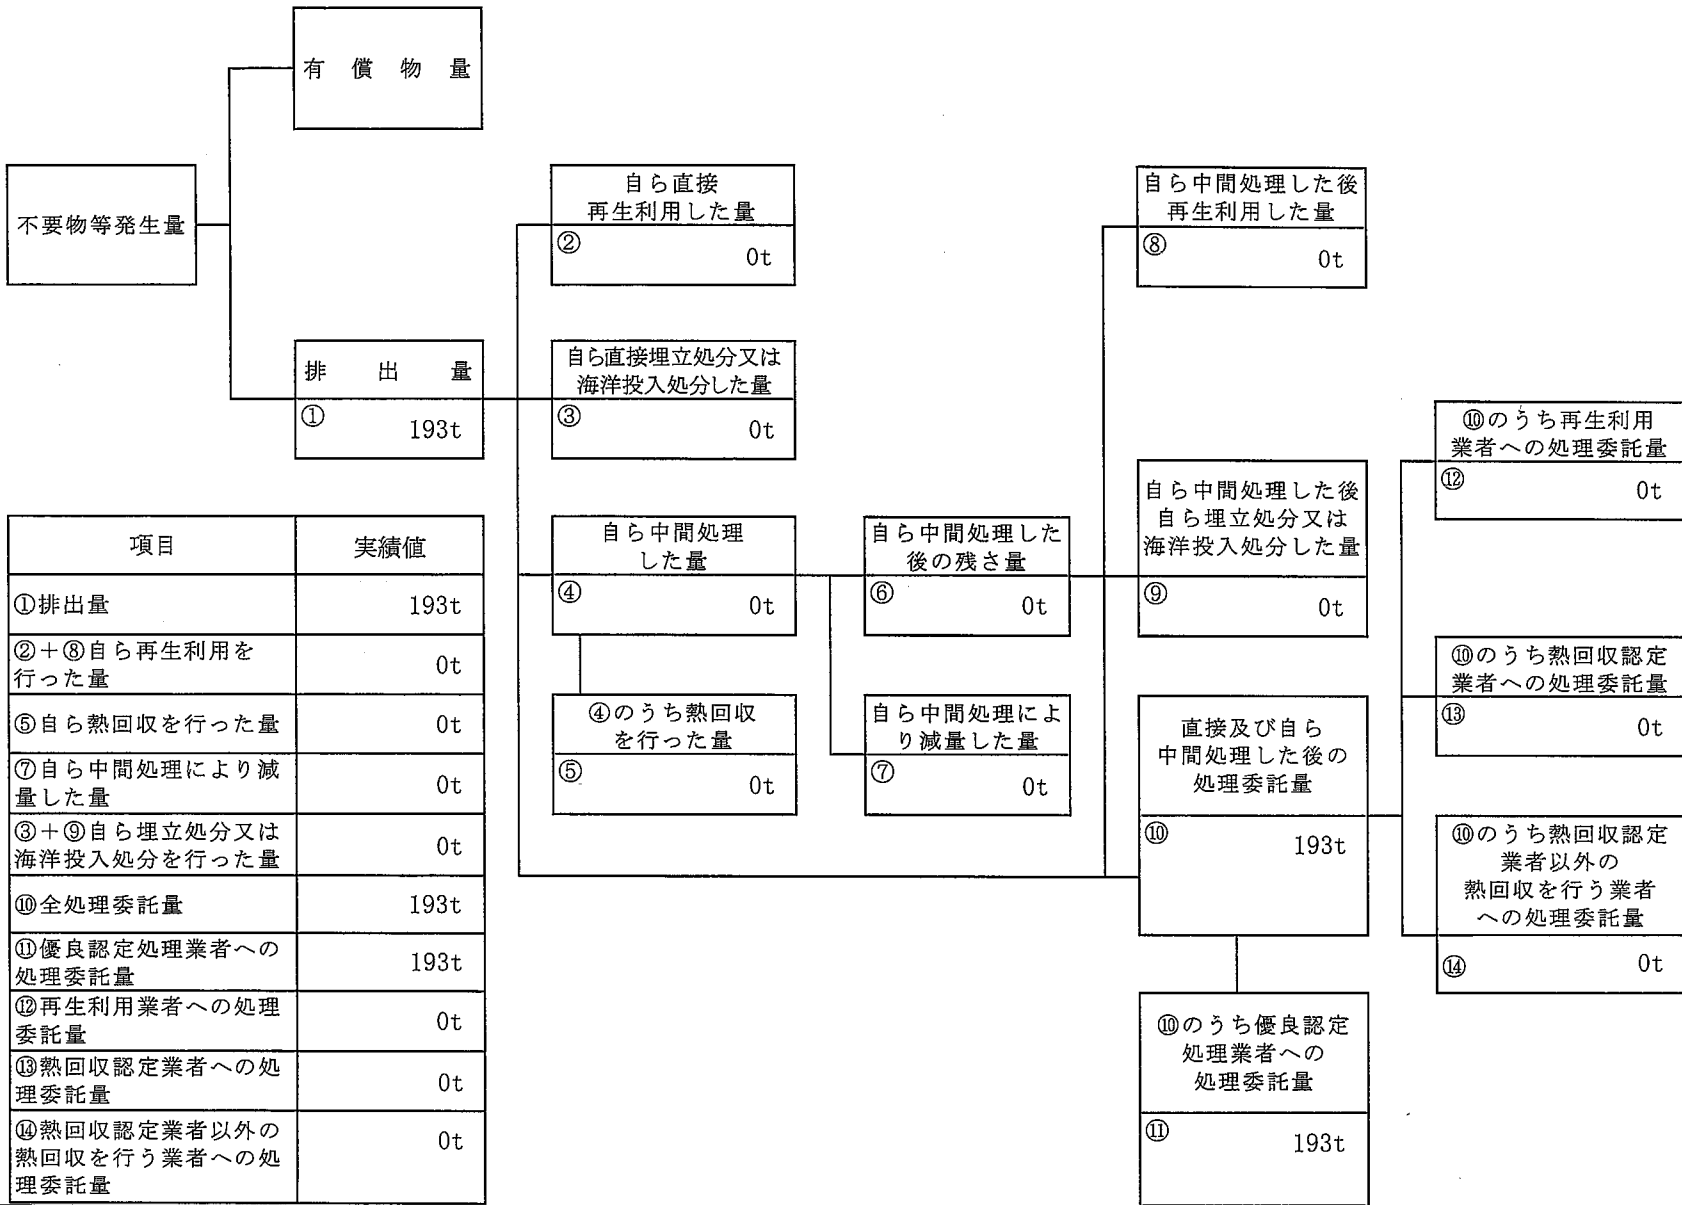 有償物量
不要物等発生量
排出量
① 193t
自ら直接
再生利用した量
② 0t
自ら直接埋立処分又は
海洋投入処分した量
③ 0t
自ら中間処理
した量
④ 0t
④のうち熱回収
を行った量
⑤ 0t
自ら中間処理した
後の残さ量
⑥ 0t
自ら中間処理によ
り減量した量
⑦ 0t
自ら中間処理した後
再生利用した量
⑧ 0t
自ら中間処理した後
自ら埋立処分又は
海洋投入処分した量
⑨ 0t
直接及び自ら
中間処理した後の
処理委託量
⑩ 193t
⑩のうち優良認定
処理業者への
処理委託量
⑪ 193t
⑩のうち再生利用
業者への処理委託量
⑫ 0t
⑩のうち熱回収認定
業者への処理委託量
⑬ 0t
⑩のうち熱回収認定
業者以外の
熱回収を行う業者
への処理委託量
⑭ 0t
項目 実績値
①排出量 193t
②+⑧自ら再生利用を
行った量 0t
⑤自ら熱回収を行った量 0t
⑦自ら中間処理により減
量した量 0t
③+⑨自ら埋立処分又は
海洋投入処分を行った量 0t
⑩全処理委託量 193t
⑪優良認定処理業者への
処理委託量 193t
⑫再生利用業者への処理
委託量 0t
⑬熱回収認定業者への処
理委託量 0t
⑭熱回収認定業者以外の
熱回収を行う業者への処
理委託量 0t